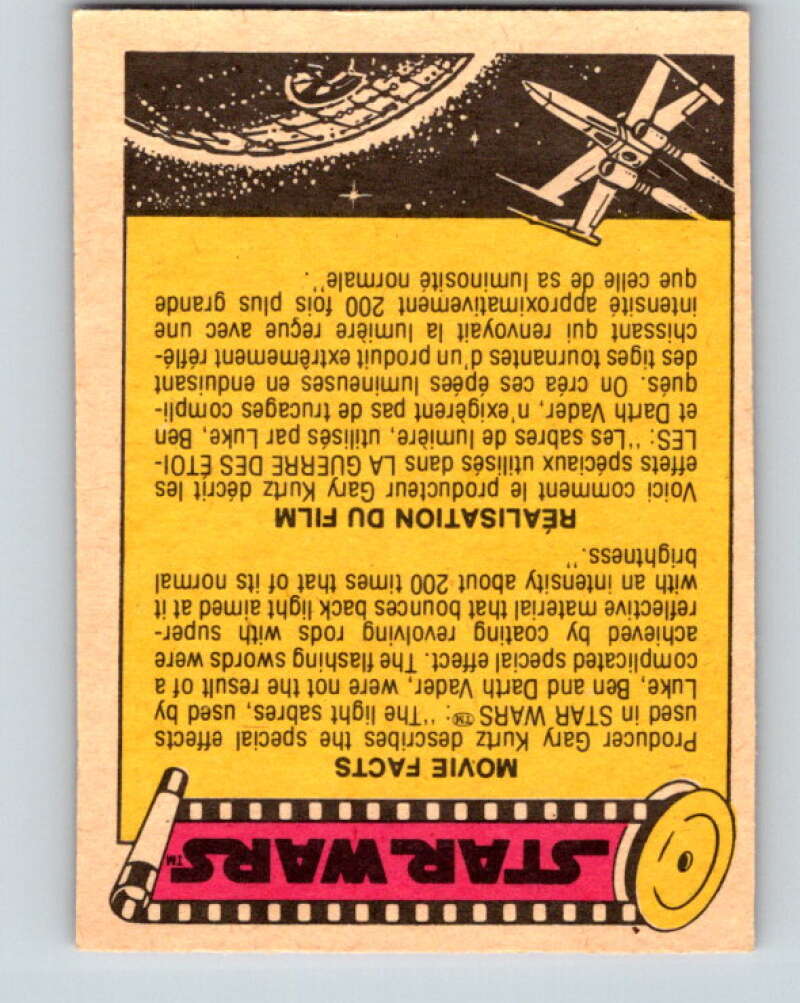 STAR WARS™
MOVIE FACTS
Producer Gary Kurtz describes the special effects
used in STAR WARS™®: "The light sabres, used by
Luke, Ben and Darth Vader, were not the result of a
complicated special effect. The flashing swords were
achieved by coating revolving rods with super-
reflective material that bounces back light aimed at it
with an intensity about 200 times that of its normal
brightness."
RÉALISATION DU FILM
Voici comment le producteur Gary Kurtz décrit les
effets spéciaux utilisés dans LA GUERRE DES ÉTOI-
LES: "Les sabres de lumière, utilisés par Luke, Ben
et Darth Vader, n'exigèrent pas de trucages compli-
qués. On créa ces épées lumineuses en enduisant
des tiges tournantes d'un produit extrèmement réflé-
chissant qui renvoyait la lumière reçue avec une
intensité approximativement 200 fois plus grande
que celle de sa luminosité normale".